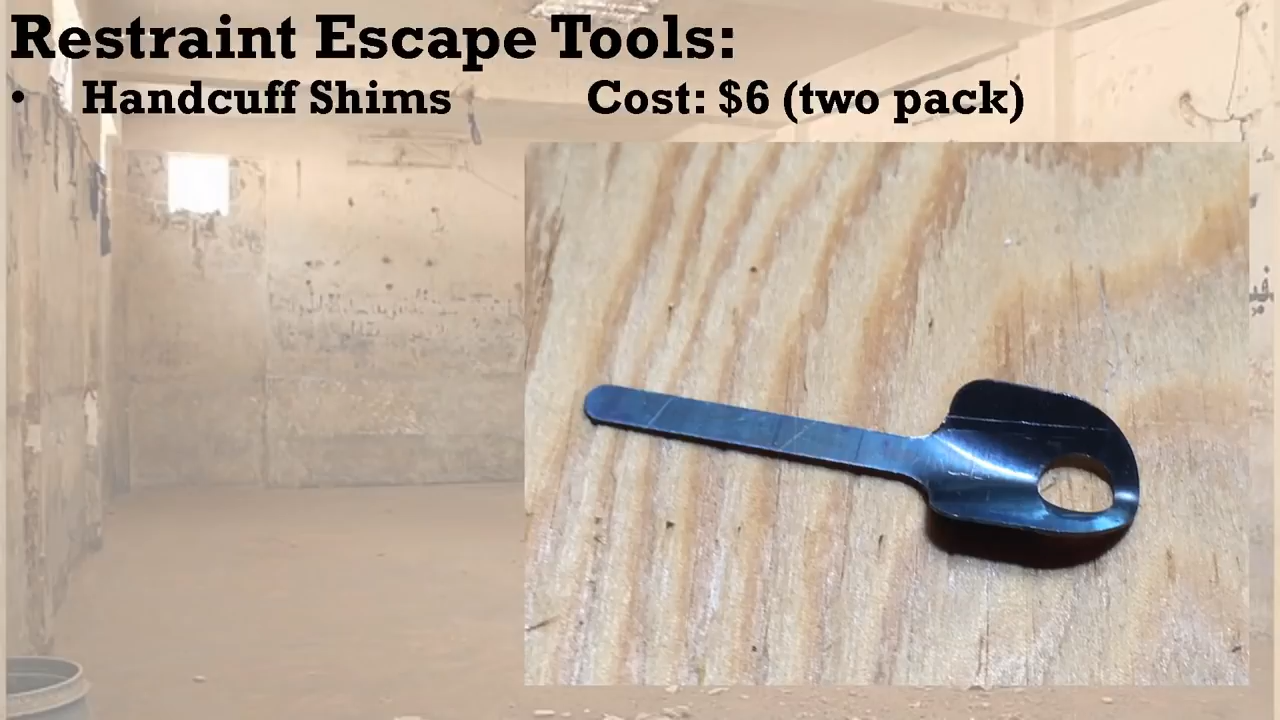 Restraint Escape Tools:
• Handcuff Shims Cost: $6 (two pack)